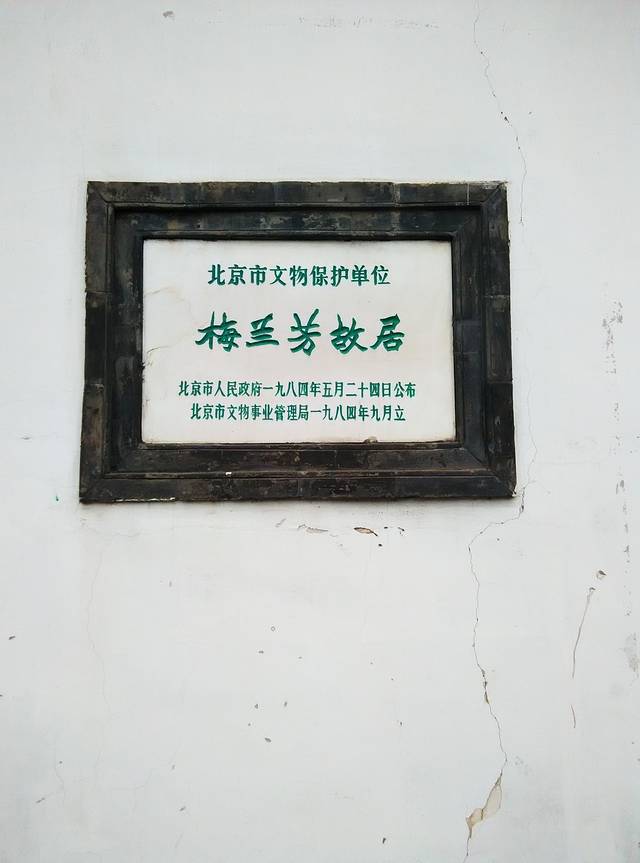 北京市文物保护单位
梅兰芳故居
北京市人民政府一九八四年五月二十四日公布
北京市文物事业管理局一九八四年九月立